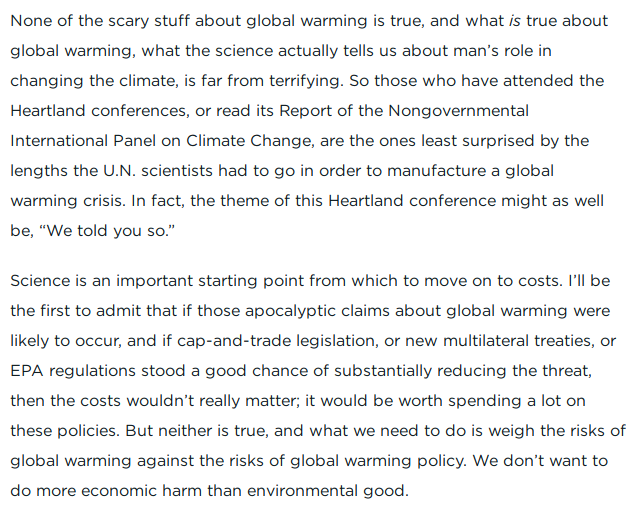 None of the scary stuff about global warming is true, and what is true about
global warming, what the science actually tells us about man’s role in
changing the climate, is far from terrifying. So those who have attended the
Heartland conferences, or read its Report of the Nongovernmental
International Panel on Climate Change, are the ones least surprised by the
lengths the U.N. scientists had to go in order to manufacture a global
warming crisis. In fact, the theme of this Heartland conference might as well
be, “We told you so.”
Science is an important starting point from which to move on to costs. I’ll be
the first to admit that if those apocalyptic claims about global warming were
likely to occur, and if cap-and-trade legislation, or new multilateral treaties, or
EPA regulations stood a good chance of substantially reducing the threat,
then the costs wouldn’t really matter; it would be worth spending a lot on
these policies. But neither is true, and what we need to do is weigh the risks of
global warming against the risks of global warming policy. We don’t want to
do more economic harm than environmental good.